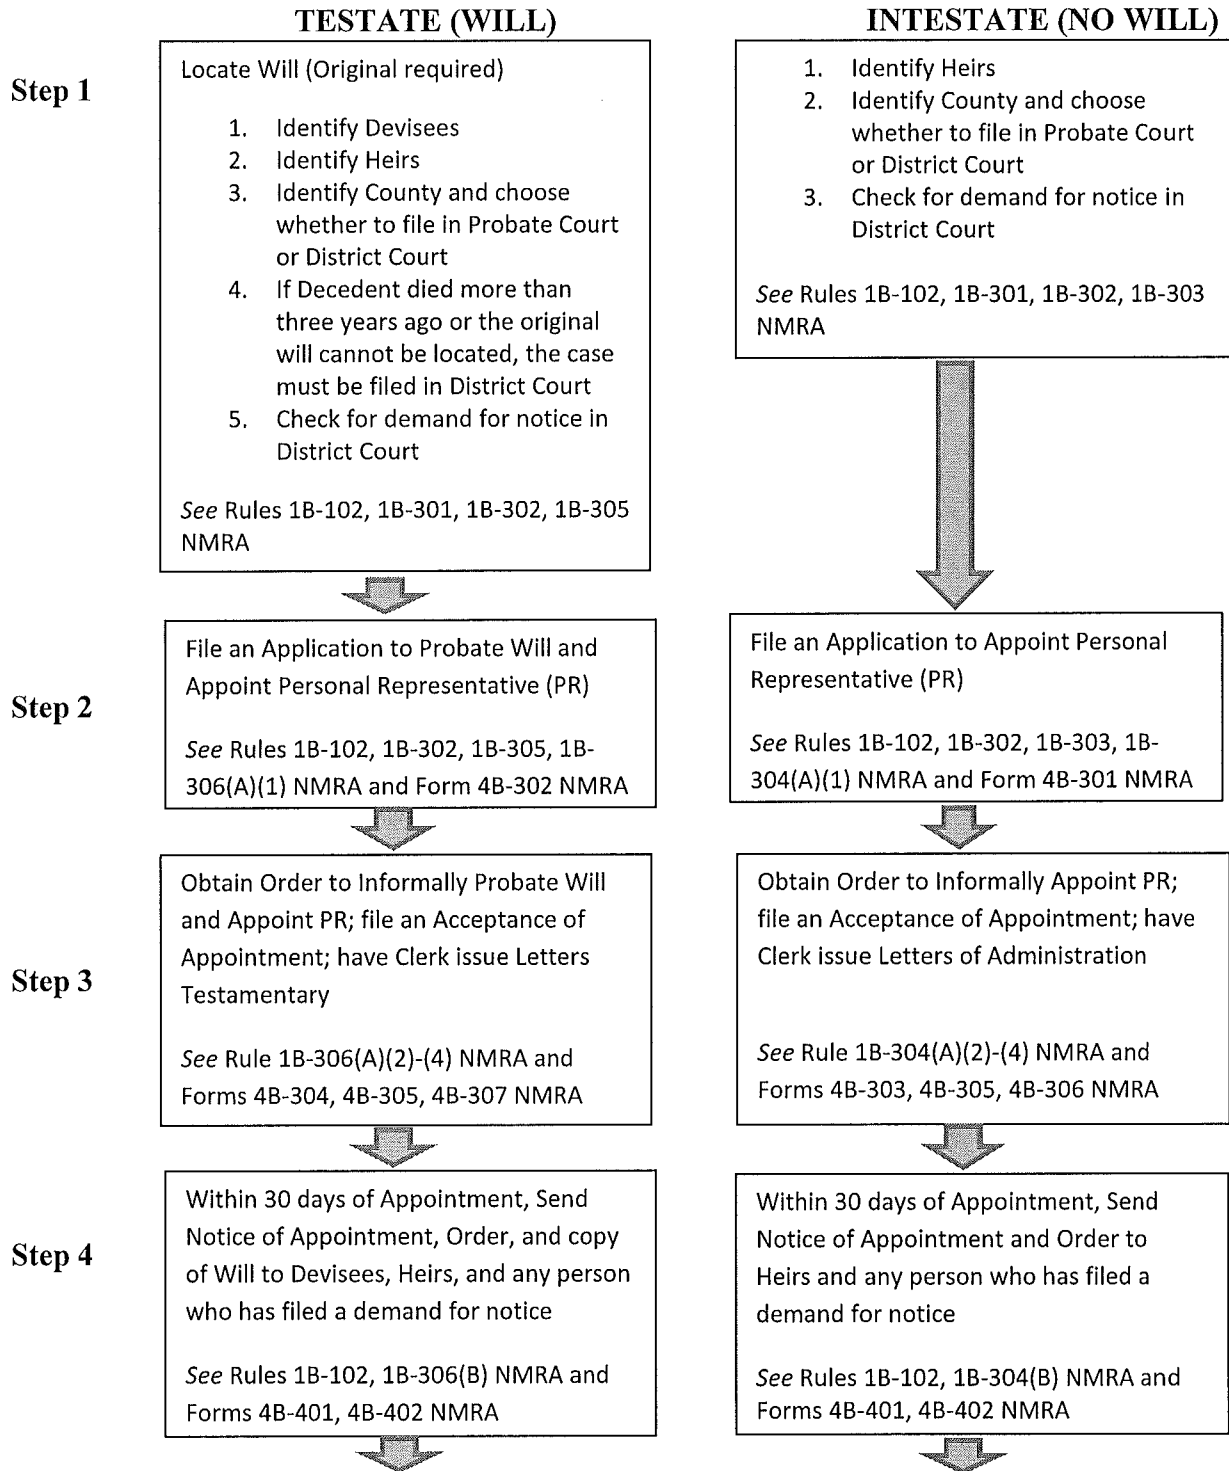 TESTATE (WILL)
INTESTATE (NO WILL)
Step 1
Locate Will (Original required)
1. Identify Devisees
2. Identify Heirs
3. Identify County and choose
whether to file in Probate Court
or District Court
4. If Decedent died more than
three years ago or the original
will cannot be located, the case
must be filed in District Court
5. Check for demand for notice in
District Court
See Rules 1B-102, 1B-301, 1B-302, 1B-305
NMRA
1. Identify Heirs
2. Identify County and choose
whether to file in Probate Court
or District Court
3. Check for demand for notice in
District Court
See Rules 1B-102, 1B-301, 1B-302, 1B-303
NMRA
Step 2
File an Application to Probate Will and
Appoint Personal Representative (PR)
See Rules 1B-102, 1B-302, 1B-305, 1B-
306(A)(1) NMRA and Form 4B-302 NMRA
File an Application to Appoint Personal
Representative (PR)
See Rules 1B-102, 1B-302, 1B-303, 1B-
304(A)(1) NMRA and Form 4B-301 NMRA
Step 3
Obtain Order to Informally Probate Will
and Appoint PR; file an Acceptance of
Appointment; have Clerk issue Letters
Testamentary
See Rule 1B-306(A)(2)-(4) NMRA and
Forms 4B-304, 4B-305, 4B-307 NMRA
Obtain Order to Informally Appoint PR;
file an Acceptance of Appointment; have
Clerk issue Letters of Administration
See Rule 1B-304(A)(2)-(4) NMRA and
Forms 4B-303, 4B-305, 4B-306 NMRA
Step 4
Within 30 days of Appointment, Send
Notice of Appointment, Order, and copy
of Will to Devisees, Heirs, and any person
who has filed a demand for notice
See Rules 1B-102, 1B-306(B) NMRA and
Forms 4B-401, 4B-402 NMRA
Within 30 days of Appointment, Send
Notice of Appointment and Order to
Heirs and any person who has filed a
demand for notice
See Rules 1B-102, 1B-304(B) NMRA and
Forms 4B-401, 4B-402 NMRA